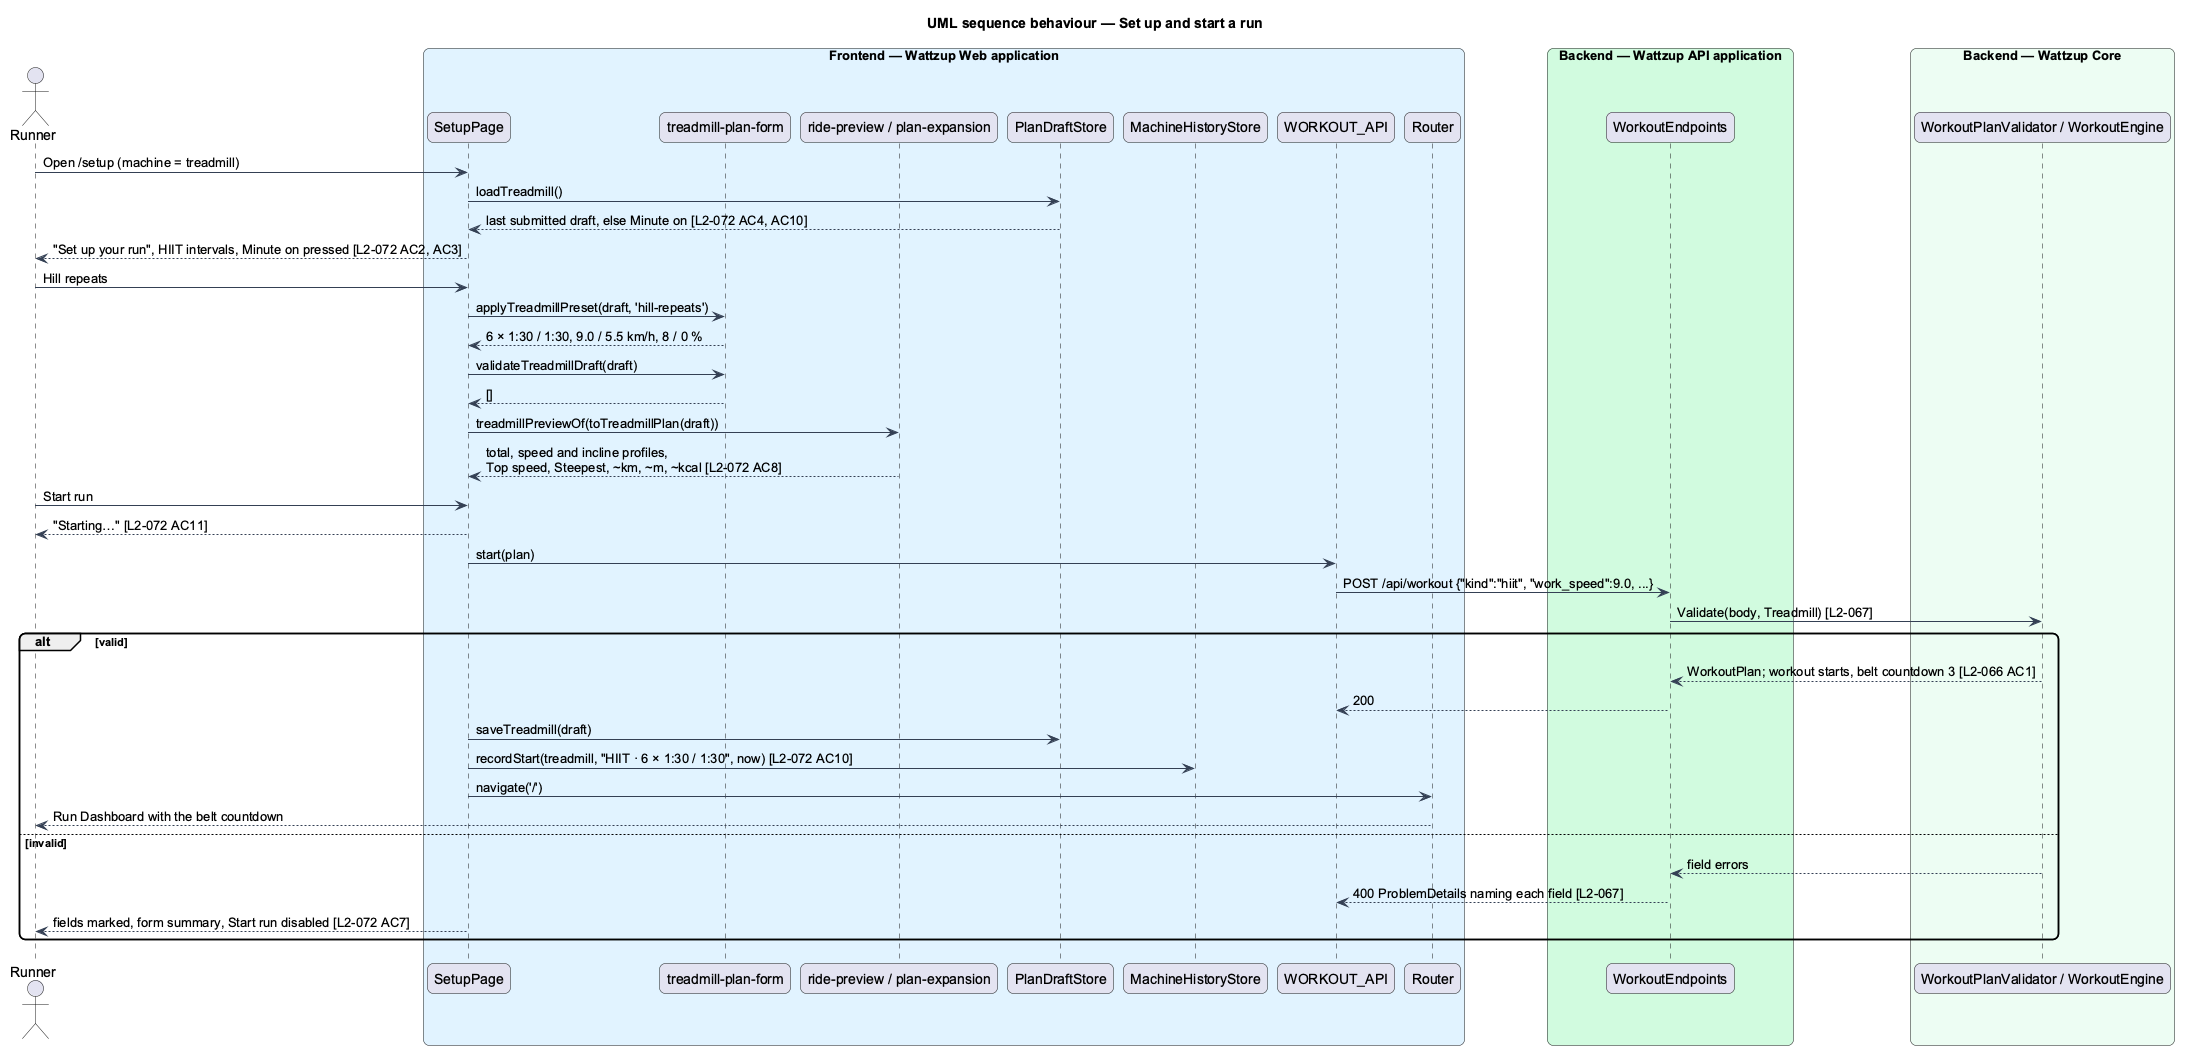 UML sequence behaviour — Set up and start a run
Frontend — Wattzup Web application
Backend — Wattzup API application
Backend — Wattzup Core
Runner
SetupPage
treadmill-plan-form
ride-preview / plan-expansion
PlanDraftStore
MachineHistoryStore
WORKOUT_API
Router
WorkoutEndpoints
WorkoutPlanValidator / WorkoutEngine
Open /setup (machine = treadmill)
loadTreadmill()
last submitted draft, else Minute on [L2-072 AC4, AC10]
"Set up your run", HIIT intervals, Minute on pressed [L2-072 AC2, AC3]
Hill repeats
applyTreadmillPreset(draft, 'hill-repeats')
6 × 1:30 / 1:30, 9.0 / 5.5 km/h, 8 / 0 %
validateTreadmillDraft(draft)
[]
treadmillPreviewOf(toTreadmillPlan(draft))
total, speed and incline profiles,
Top speed, Steepest, ~km, ~m, ~kcal [L2-072 AC8]
Start run
"Starting…" [L2-072 AC11]
start(plan)
POST /api/workout {"kind":"hiit", "work_speed":9.0, ...}
Validate(body, Treadmill) [L2-067]
alt
[valid]
WorkoutPlan; workout starts, belt countdown 3 [L2-066 AC1]
200
saveTreadmill(draft)
recordStart(treadmill, "HIIT · 6 × 1:30 / 1:30", now) [L2-072 AC10]
navigate('/')
Run Dashboard with the belt countdown
[invalid]
field errors
400 ProblemDetails naming each field [L2-067]
fields marked, form summary, Start run disabled [L2-072 AC7]
Runner
SetupPage
treadmill-plan-form
ride-preview / plan-expansion
PlanDraftStore
MachineHistoryStore
WORKOUT_API
Router
WorkoutEndpoints
WorkoutPlanValidator / WorkoutEngine